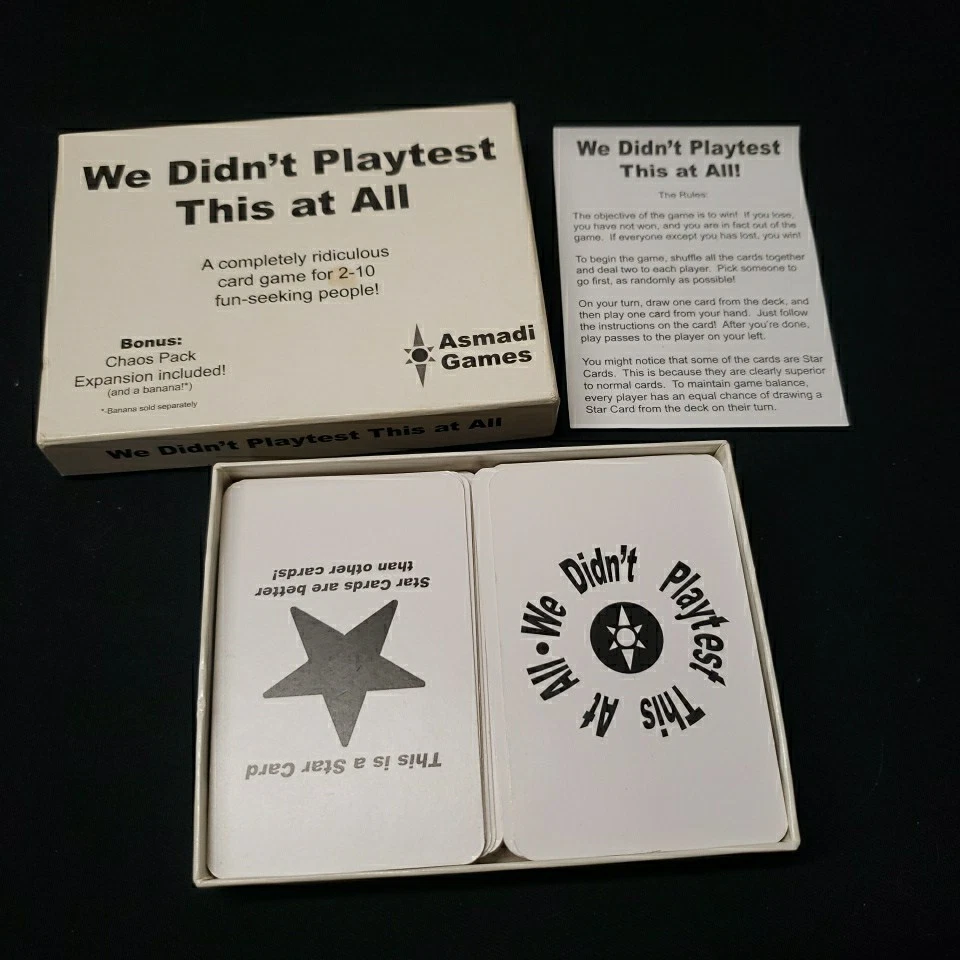 We Didn't Playtest
This at All
A completely ridiculous
card game for 2-10
fun-seeking people!
Bonus:
Chaos Pack
Expansion included!
(and a banana!*)
*-Banana sold separately
Asmadi
Games
We Didn't Playtest This at All
We Didn't Playtest
This at All!
The Rules:
The objective of the game is to win! If you lose,
you have not won, and you are in fact out of the
game. If everyone except you has lost, you win!
To begin the game, shuffle all the cards together
and deal two to each player. Pick someone to
go first, as randomly as possible!
On your turn, draw one card from the deck, and
then play one card from your hand. Just follow
the instructions on the card! After you're done,
play passes to the player on your left.
You might notice that some of the cards are Star
Cards. This is because they are clearly superior
to normal cards. To maintain game balance,
every player has an equal chance of drawing a
Star Card from the deck on their turn.
This is a Star Card
Star Cards are better
than other cards!
We Didn't Playtest This At All •